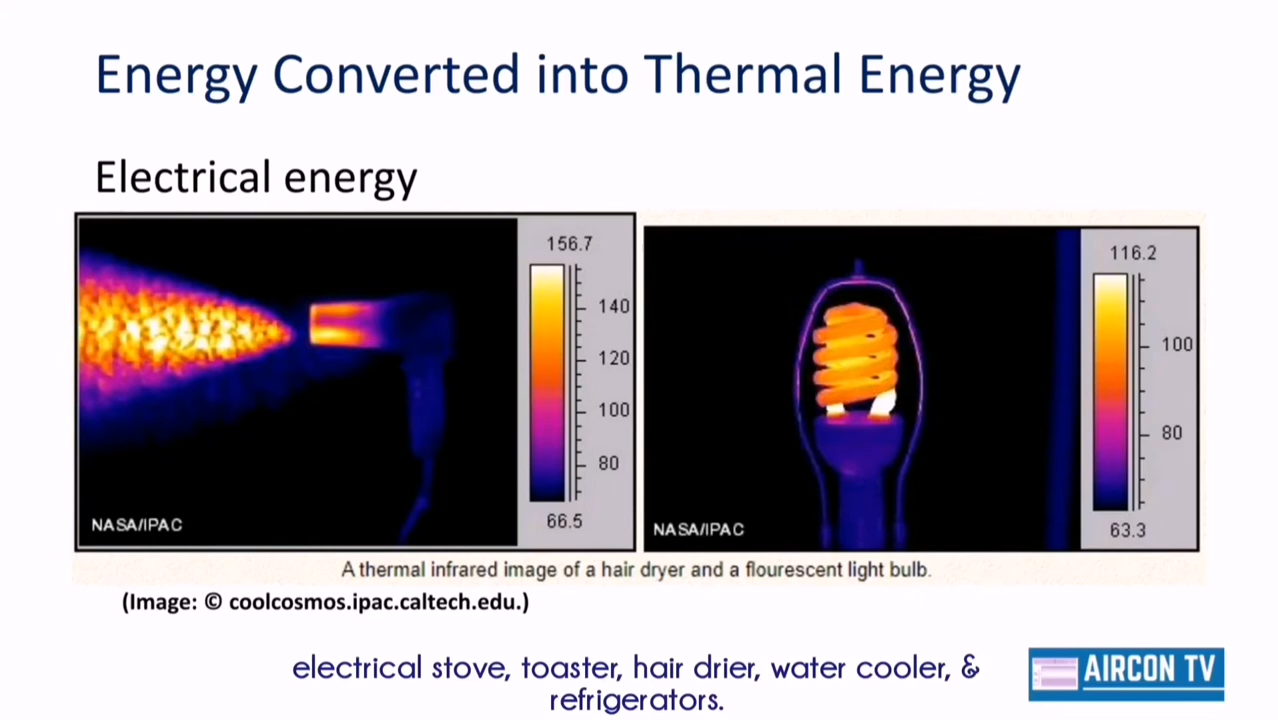 Energy Converted into Thermal Energy
Electrical energy
156.7
140
120
100
80
66.5
NASA/IPAC
116.2
100
80
63.3
NASA/IPAC
A thermal infrared image of a hair dryer and a flourescent light bulb.
(Image: © coolcosmos.ipac.caltech.edu.)
electrical stove, toaster, hair drier, water cooler, &
refrigerators.
AIRCON TV